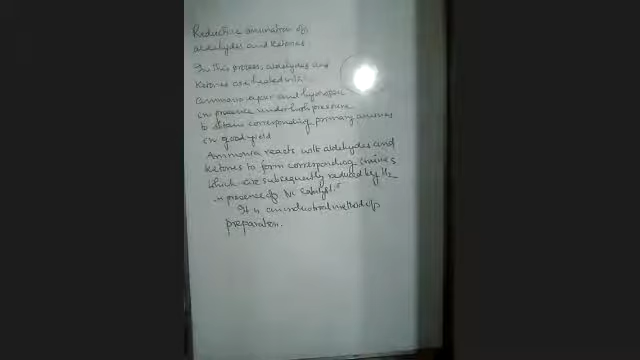 Reductive amination of
aldehydes and ketones
In this process, aldehydes and
ketones are heated with
ammonia vapour and hydrogen
in presence under high pressure
to obtain corresponding primary amines
in good yield
Ammonia reacts with aldehydes and
ketones to form corresponding imines
which are subsequently reduced by H2
in presence of Ni catalyst.
It is an industrial method of
preparation.